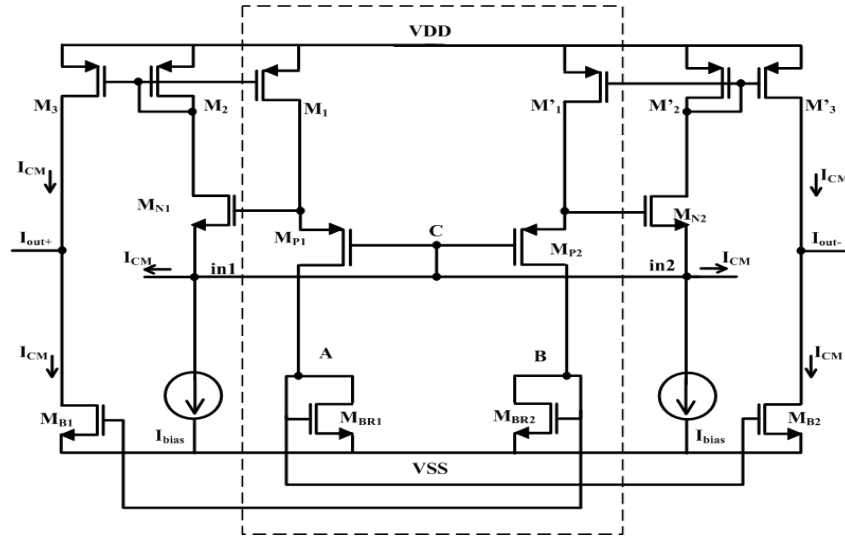 VDD
M3 M2 M1 M'1 M'2 M'3
ICM ICM
MN1 MN2
Iout+ MP1 C MP2 Iout-
ICM in1 in2 ICM
ICM A B ICM
MB1 Ibias MBR1 MBR2 Ibias MB2
VSS